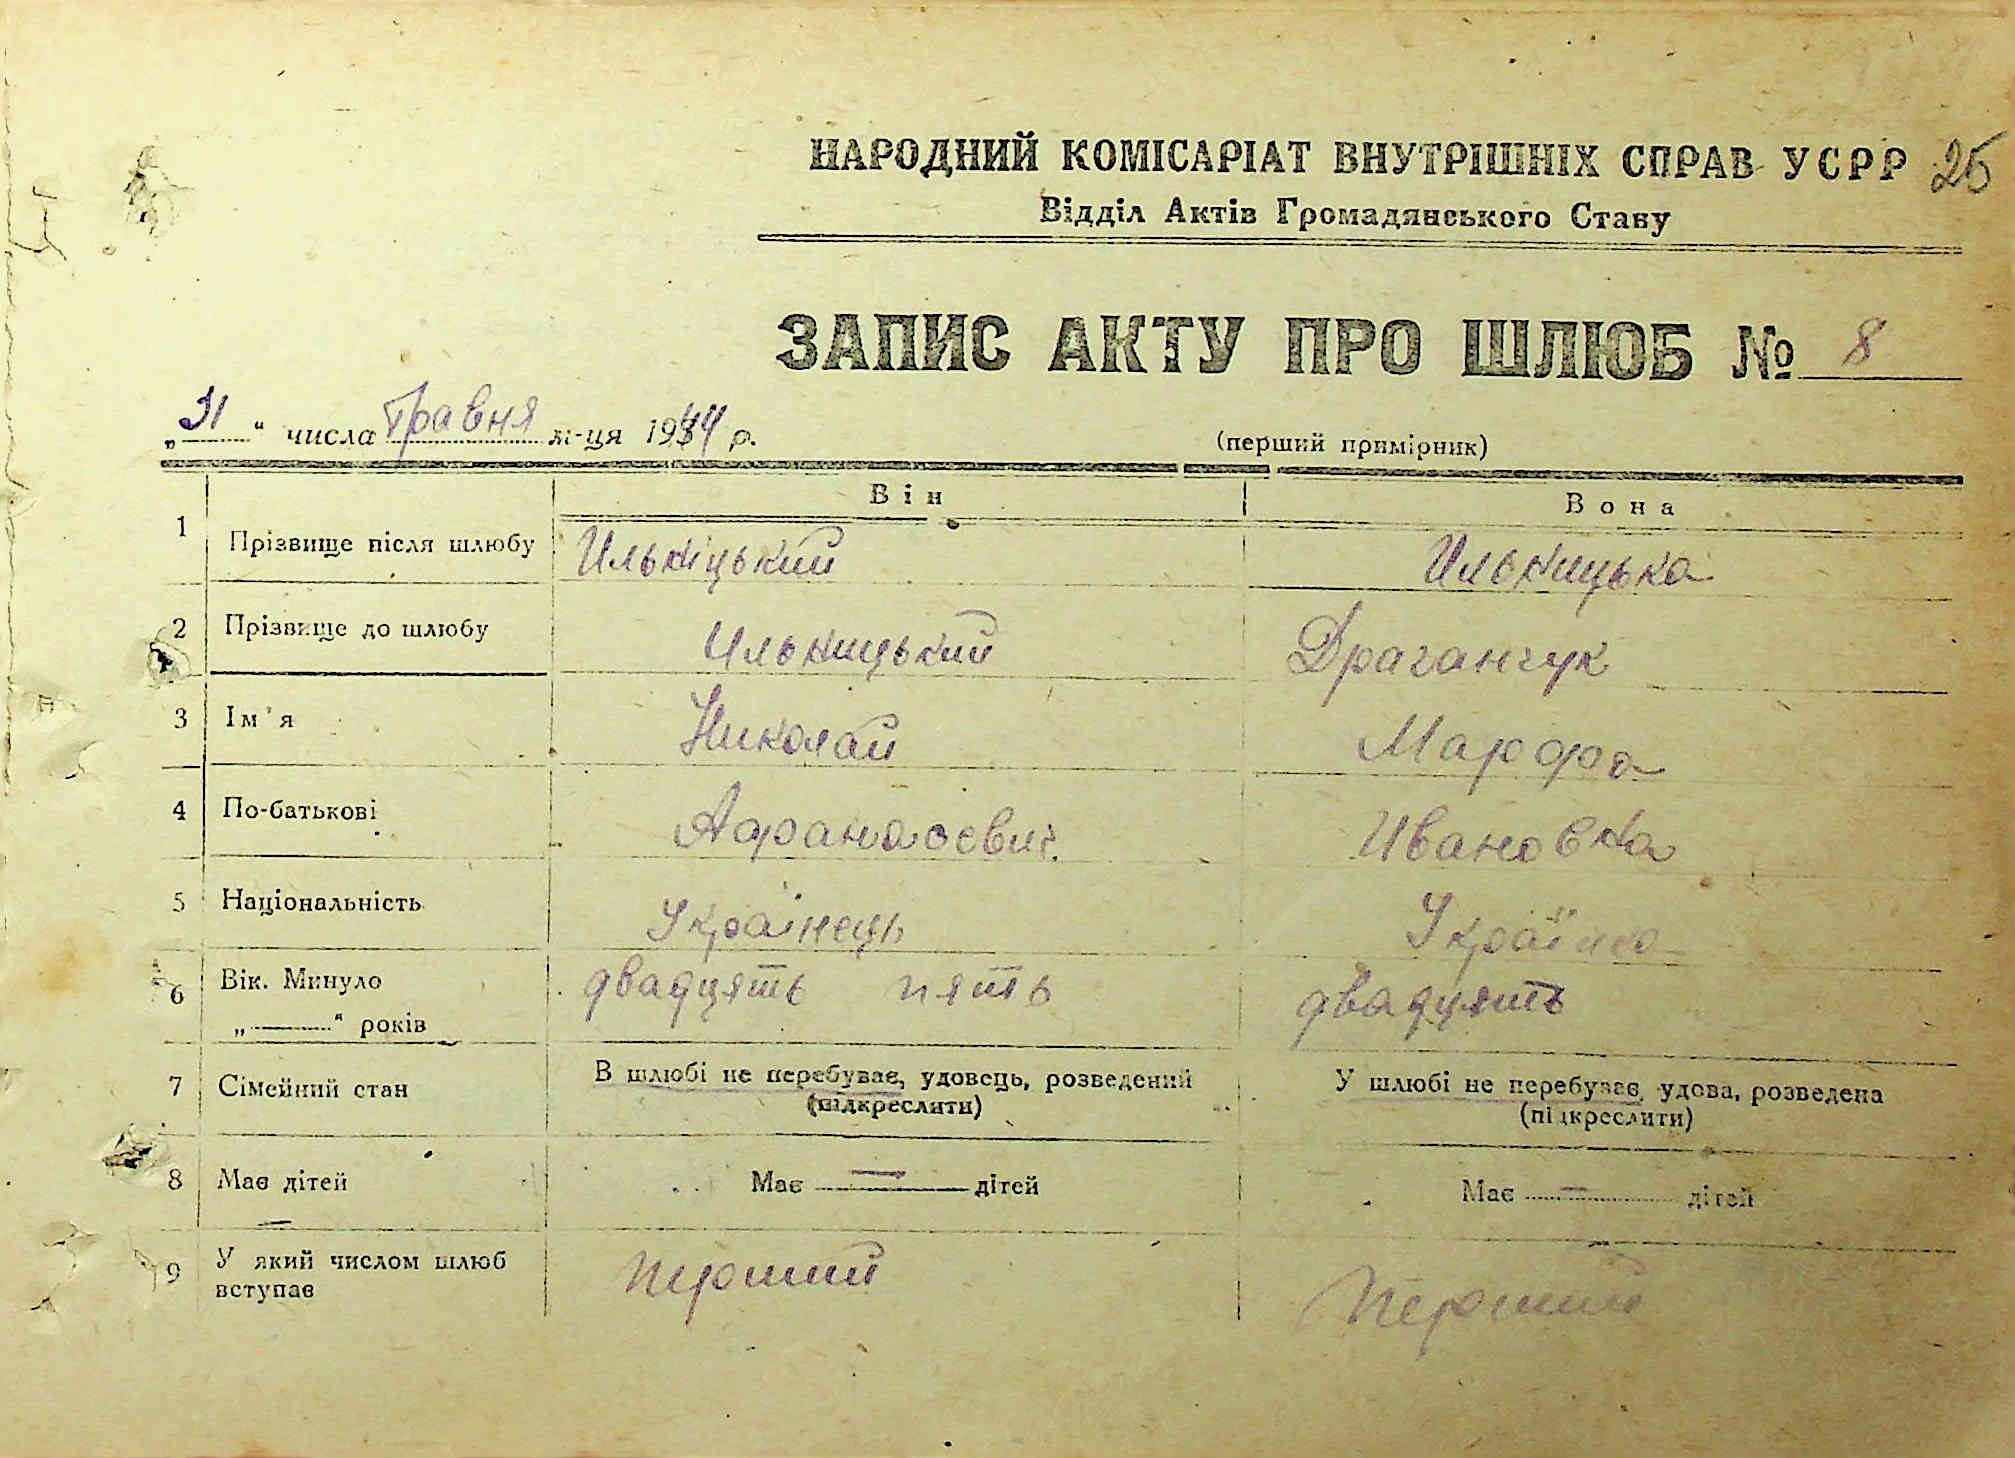 НАРОДНИЙ КОМІСАРІАТ ВНУТРІШНІХ СПРАВ УСРР 26
Відділ Актів Громадянського Стану
ЗАПИС АКТУ ПРО ШЛЮБ № 8
„31“ числа травня м-ця 1944 р.
(перший примірник)
Він Вона
1 Прізвище після шлюбу Ильніцький Ильницька
2 Прізвище до шлюбу Ильницький Драганчук
3 Ім'я Николай Марфа
4 По-батькові Афанасевич Ивановна
5 Національність Українець Українка
6 Вік. Минуло двадцять пять двадцять
„——“ років
7 Сімейний стан В шлюбі не перебуває, удовець, розведений У шлюбі не перебуває, удова, розведена
(підкреслити) (підкреслити)
8 Має дітей Має — дітей Має — дітей
9 У який числом шлюб перший Перший
вступає